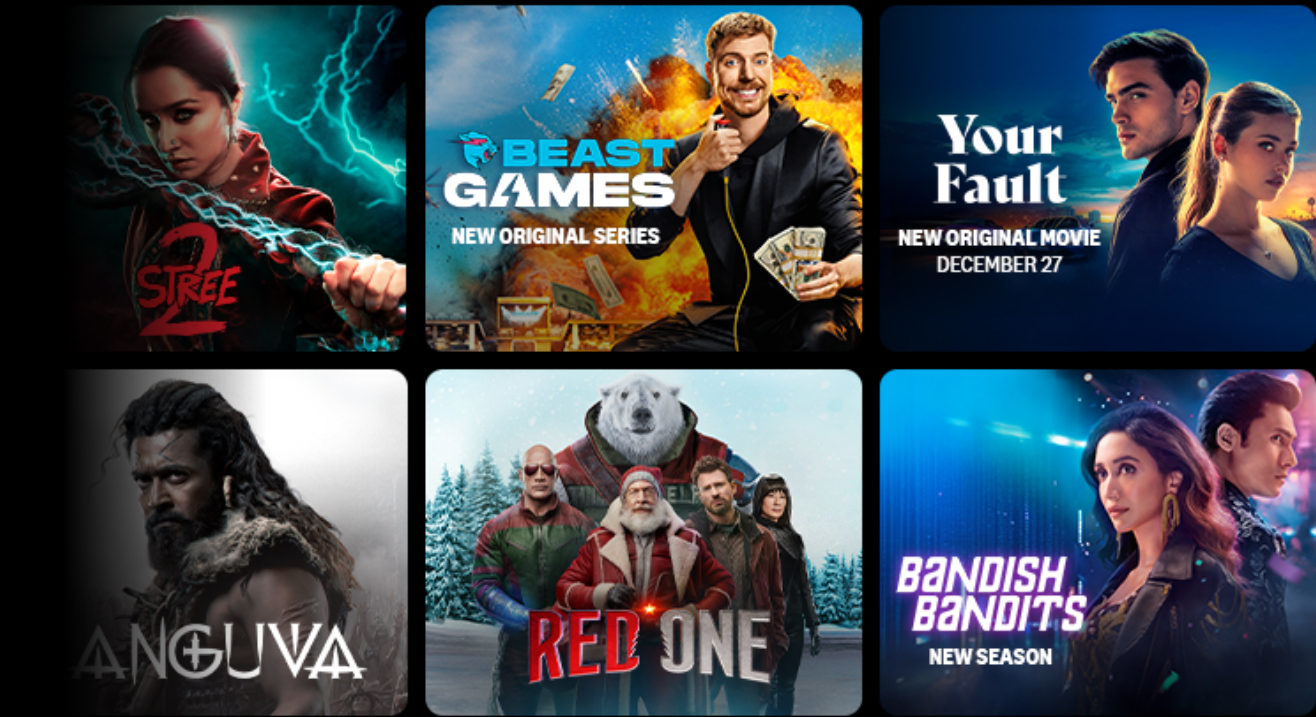 STREE
2
BEAST
GAMES
NEW ORIGINAL SERIES
Your
Fault
NEW ORIGINAL MOVIE
DECEMBER 27
ANGUVA
RED ONE
BANDISH
BANDITS
NEW SEASON